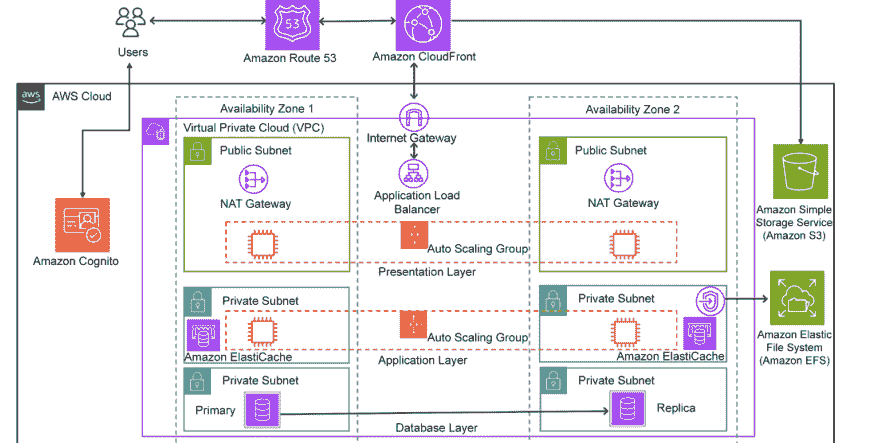 53
Users
Amazon Route 53
Amazon CloudFront
aws
AWS Cloud
Availability Zone 1
Availability Zone 2
Virtual Private Cloud (VPC)
Internet Gateway
Public Subnet
Public Subnet
NAT Gateway
Application Load
Balancer
NAT Gateway
Amazon Simple
Storage Service
(Amazon S3)
Auto Scaling Group
Amazon Cognito
Presentation Layer
Private Subnet
Private Subnet
Auto Scaling Group
Amazon Elastic
File System
(Amazon EFS)
Amazon ElastiCache
Application Layer
Amazon ElastiCache
Private Subnet
Private Subnet
Primary
Replica
Database Layer